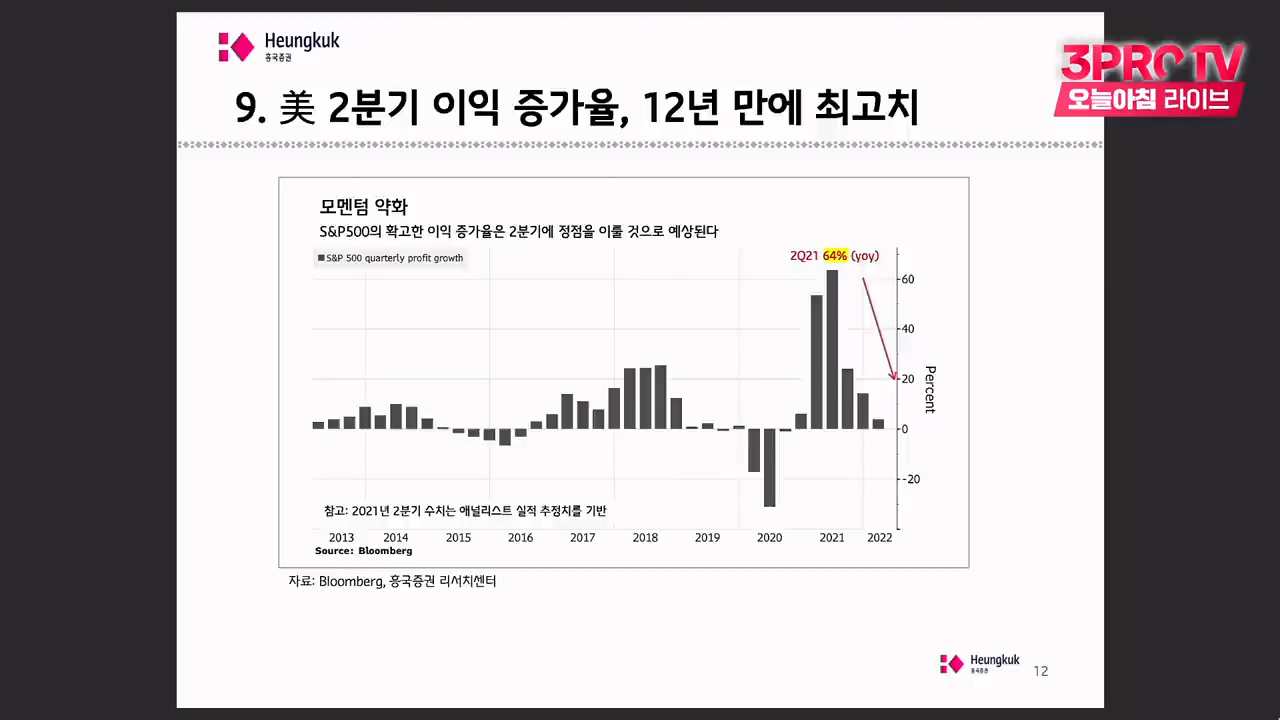 Heungkuk
흥국증권
3PRO TV
오늘아침 라이브
9. 美 2분기 이익 증가율, 12년 만에 최고치
모멘텀 약화
S&P500의 확고한 이익 증가율은 2분기에 정점을 이룰 것으로 예상된다
S&P 500 quarterly profit growth
2Q21 64% (yoy)
60
40
20
0
-20
Percent
참고: 2021년 2분기 수치는 애널리스트 실적 추정치를 기반
2013 2014 2015 2016 2017 2018 2019 2020 2021 2022
Source: Bloomberg
자료: Bloomberg, 흥국증권 리서치센터
Heungkuk
흥국증권
12